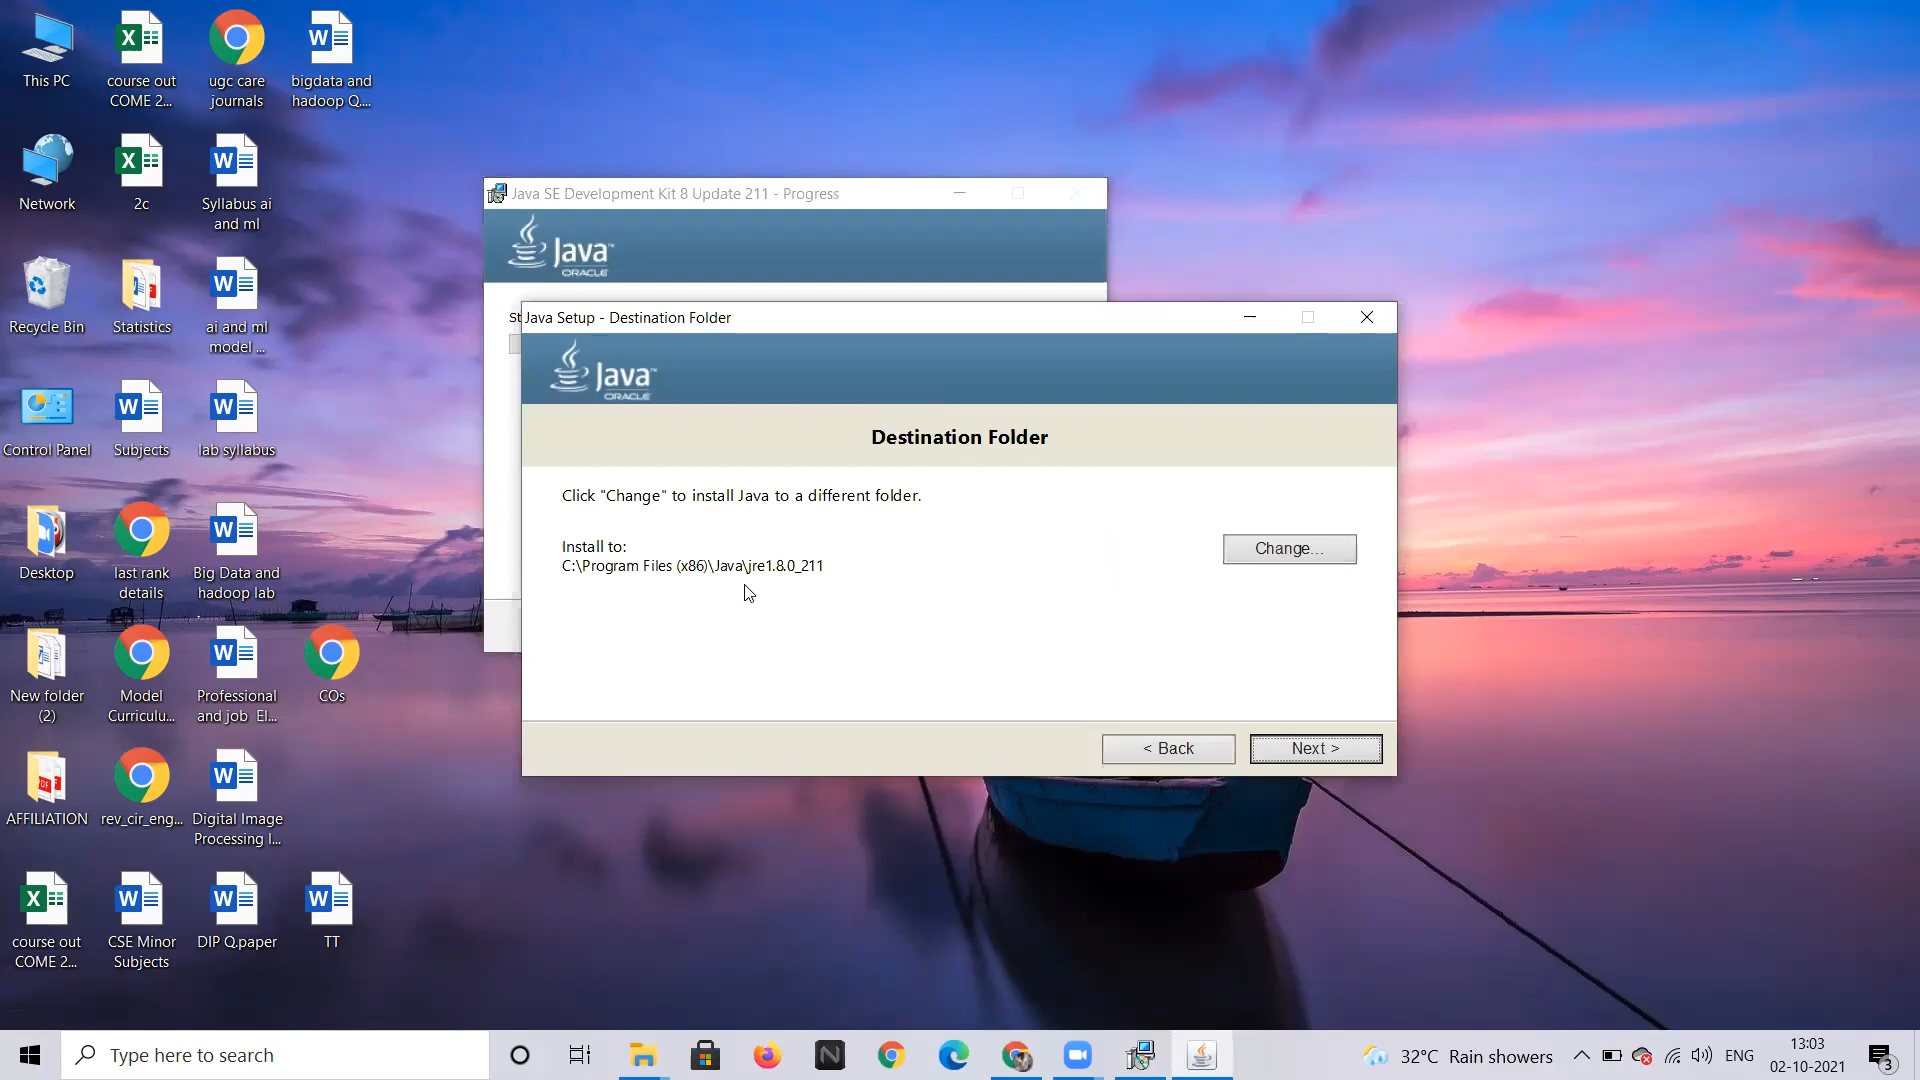 This PC
course out
COME 2...
ugc care
journals
bigdata and
hadoop Q....
Network
2c
Syllabus ai
and ml
Recycle Bin
Statistics
ai and ml
model ...
Control Panel
Subjects
lab syllabus
Desktop
last rank
details
Big Data and
hadoop lab
New folder
(2)
Model
Curriculu...
Professional
and job El...
COs
AFFILIATION
rev_cir_eng...
Digital Image
Processing l...
course out
COME 2...
CSE Minor
Subjects
DIP Q.paper
TT
Java SE Development Kit 8 Update 211 - Progress
Java™
ORACLE
St
Java Setup - Destination Folder
Java™
ORACLE
Destination Folder
Click "Change" to install Java to a different folder.
Install to:
C:\Program Files (x86)\Java\jre1.8.0_211
Change...
< Back
Next >
Type here to search
32°C Rain showers
ENG
13:03
02-10-2021
3